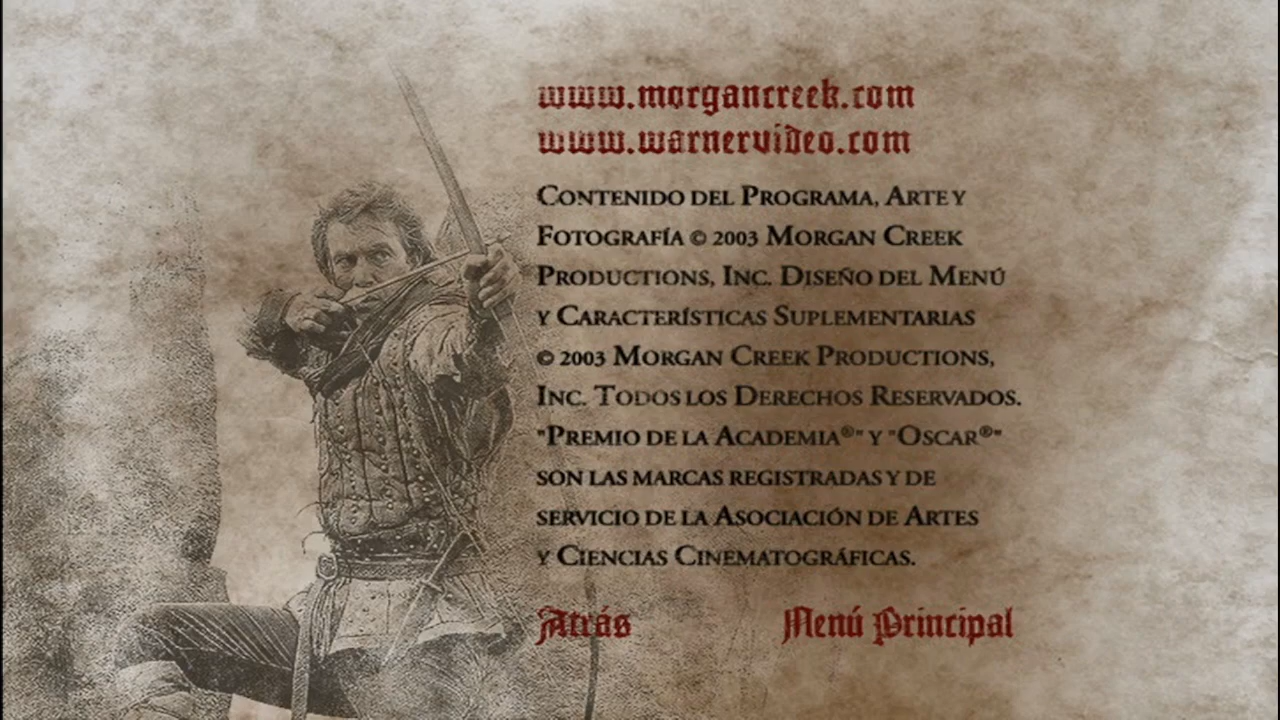 www.morgancreek.com
www.warnervideo.com
Contenido del Programa, Arte y
Fotografía © 2003 Morgan Creek
Productions, Inc. Diseño del Menú
y Características Suplementarias
© 2003 Morgan Creek Productions,
Inc. Todos los Derechos Reservados.
"Premio de la Academia®" y "Oscar®"
son las marcas registradas y de
servicio de la Asociación de Artes
y Ciencias Cinematográficas.
Atrás Menú Principal